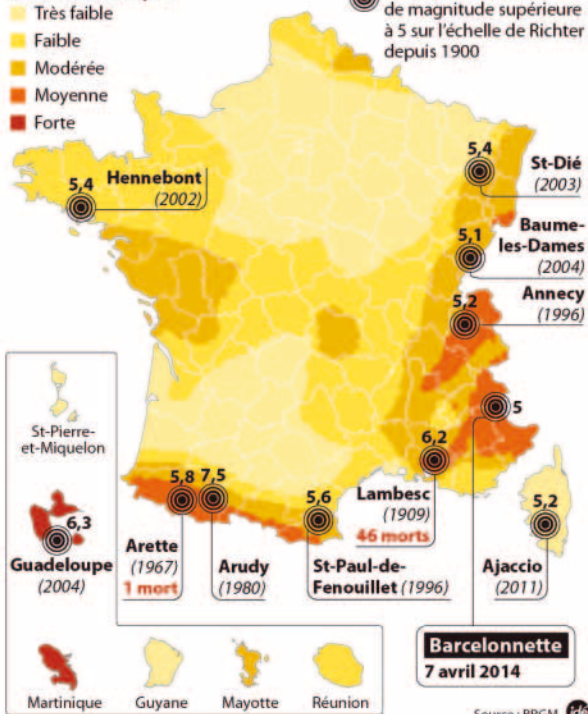 de magnitude supérieure
à 5 sur l'échelle de Richter
depuis 1900
Très faible
Faible
Modérée
Moyenne
Forte
5,4
Hennebont
(2002)
5,4
St-Dié
(2003)
5,1
Baume-
les-Dames
(2004)
5,2
Annecy
(1996)
5
6,2
Lambesc
(1909)
46 morts
5,8
Arette
(1967)
1 mort
7,5
Arudy
(1980)
5,6
St-Paul-de-
Fenouillet (1996)
5,2
Ajaccio
(2011)
St-Pierre-
et-Miquelon
6,3
Guadeloupe
(2004)
Barcelonnette
7 avril 2014
Martinique
Guyane
Mayotte
Réunion
Source : BRGM
idé